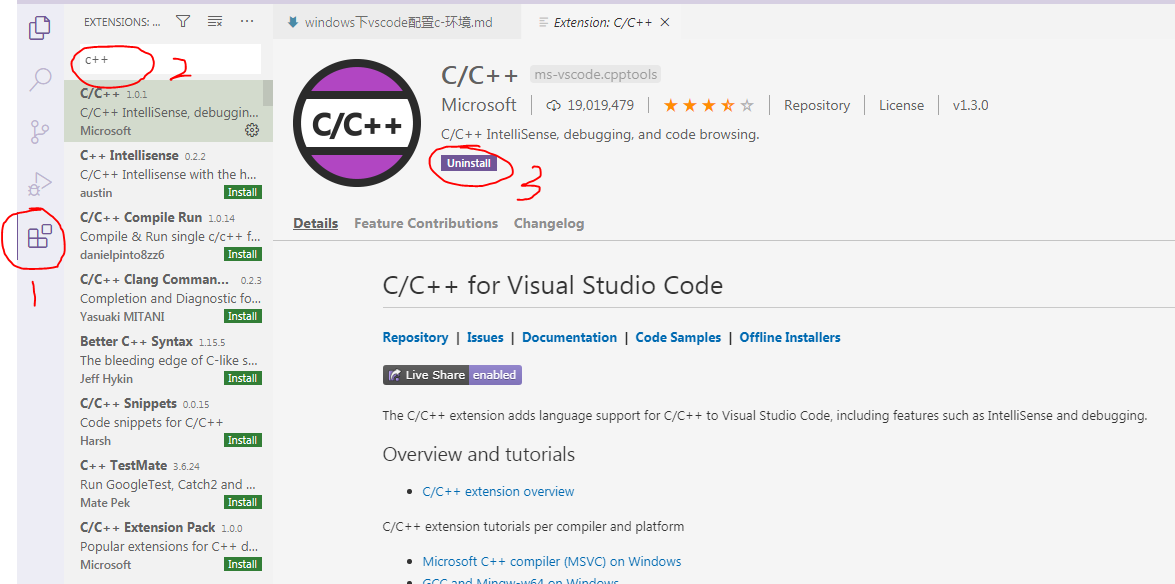 EXTENSIONS: ...
c++
2
C/C++ 1.0.1
C/C++ IntelliSense, debuggin...
Microsoft
C++ Intellisense 0.2.2
C/C++ Intellisense with the h...
austin Install
C/C++ Compile Run 1.0.14
Compile & Run single c/c++ f...
danielpinto8zz6 Install
C/C++ Clang Comman... 0.2.3
Completion and Diagnostic fo...
Yasuaki MITANI Install
Better C++ Syntax 1.15.5
The bleeding edge of C-like s...
Jeff Hykin Install
C/C++ Snippets 0.0.15
Code snippets for C/C++
Harsh Install
C++ TestMate 3.6.24
Run GoogleTest, Catch2 and ...
Mate Pek Install
C/C++ Extension Pack 1.0.0
Popular extensions for C++ d...
Microsoft Install
1
windows下vscode配置c-环境.md
Extension: C/C++
C/C++
C/C++ ms-vscode.cpptools
Microsoft 19,019,479 Repository License v1.3.0
C/C++ IntelliSense, debugging, and code browsing.
Uninstall
3
Details Feature Contributions Changelog
C/C++ for Visual Studio Code
Repository | Issues | Documentation | Code Samples | Offline Installers
Live Share enabled
The C/C++ extension adds language support for C/C++ to Visual Studio Code, including features such as IntelliSense and debugging.
Overview and tutorials
• C/C++ extension overview
C/C++ extension tutorials per compiler and platform
• Microsoft C++ compiler (MSVC) on Windows
• GCC and Mingw-w64 on Windows